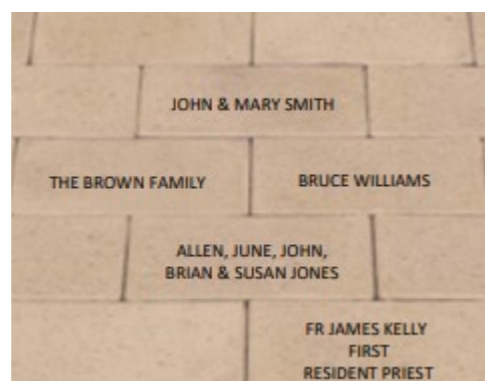 JOHN & MARY SMITH
THE BROWN FAMILY
BRUCE WILLIAMS
ALLEN, JUNE, JOHN,
BRIAN & SUSAN JONES
FR JAMES KELLY
FIRST
RESIDENT PRIEST